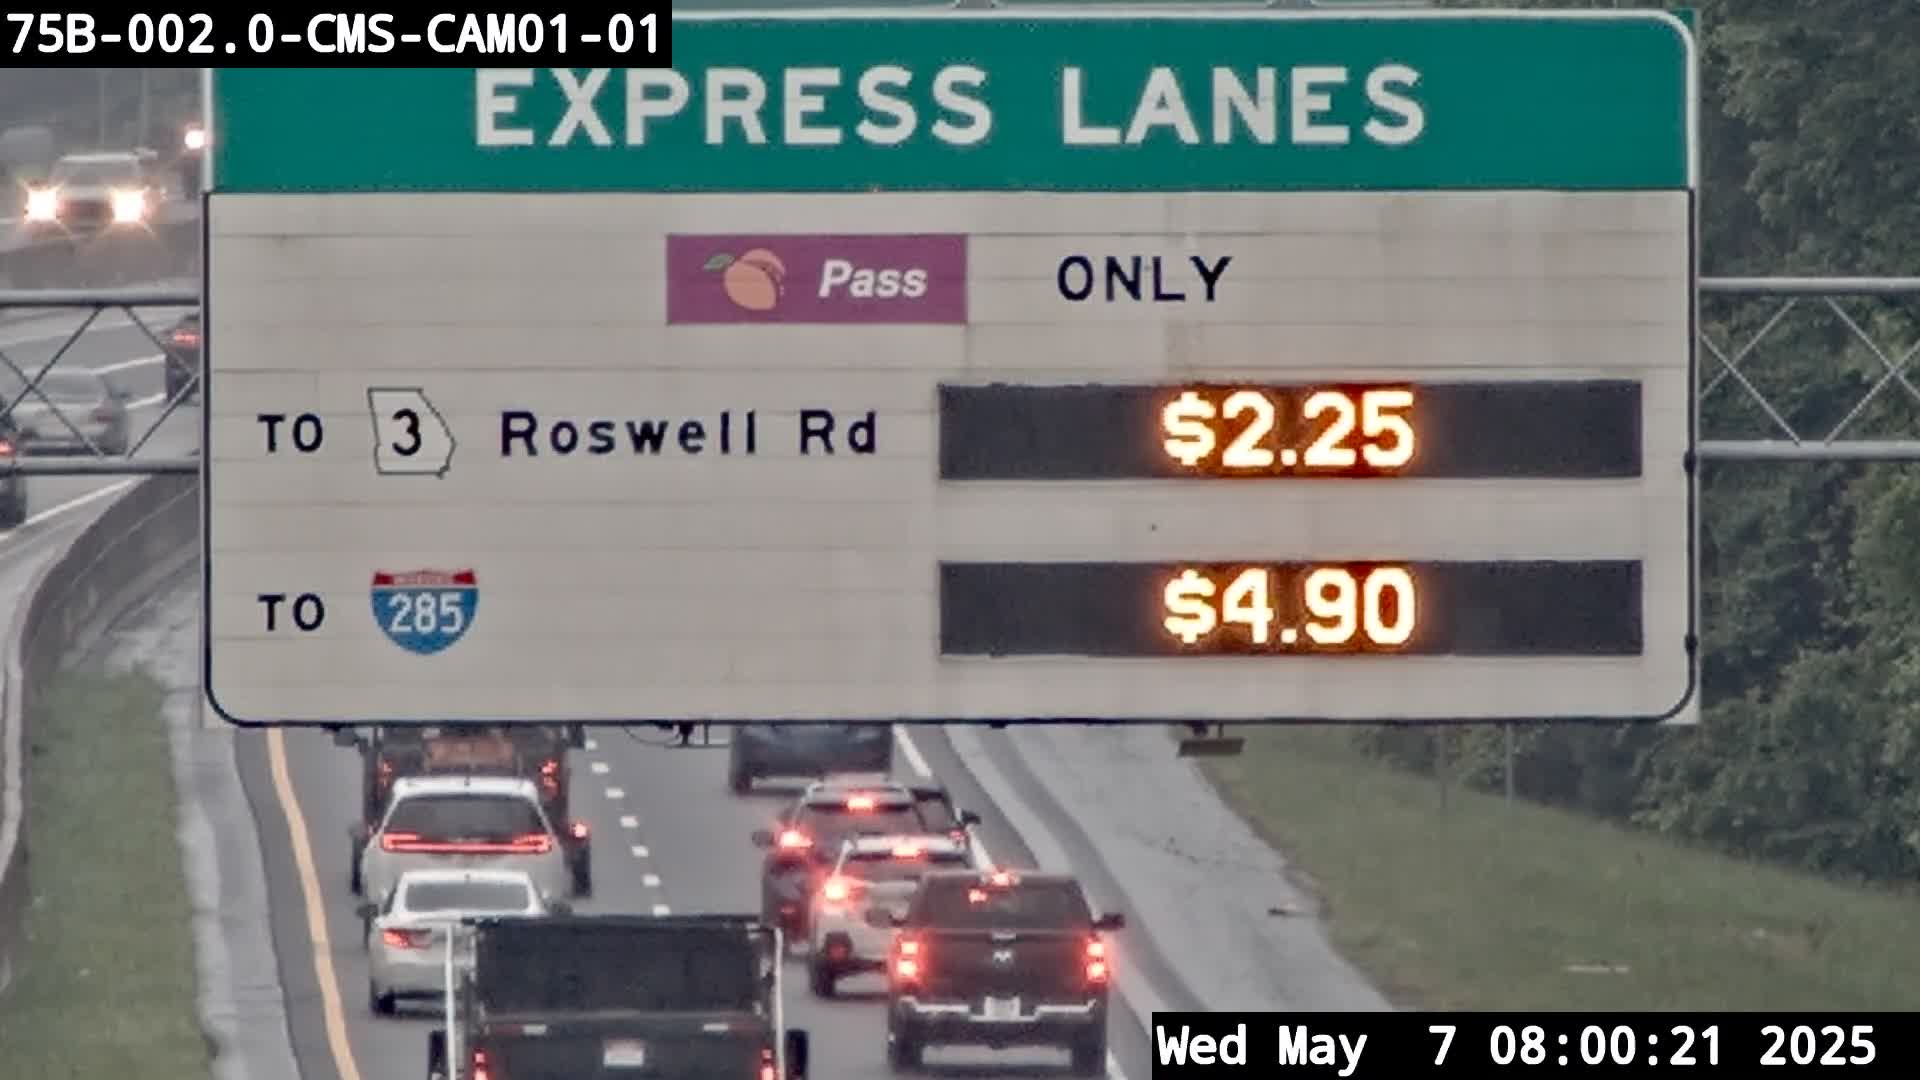 75B-002.0-CMS-CAM01-01
EXPRESS LANES
Pass ONLY
TO 3 Roswell Rd $2.25
TO 285 $4.90
Wed May 7 08:00:21 2025